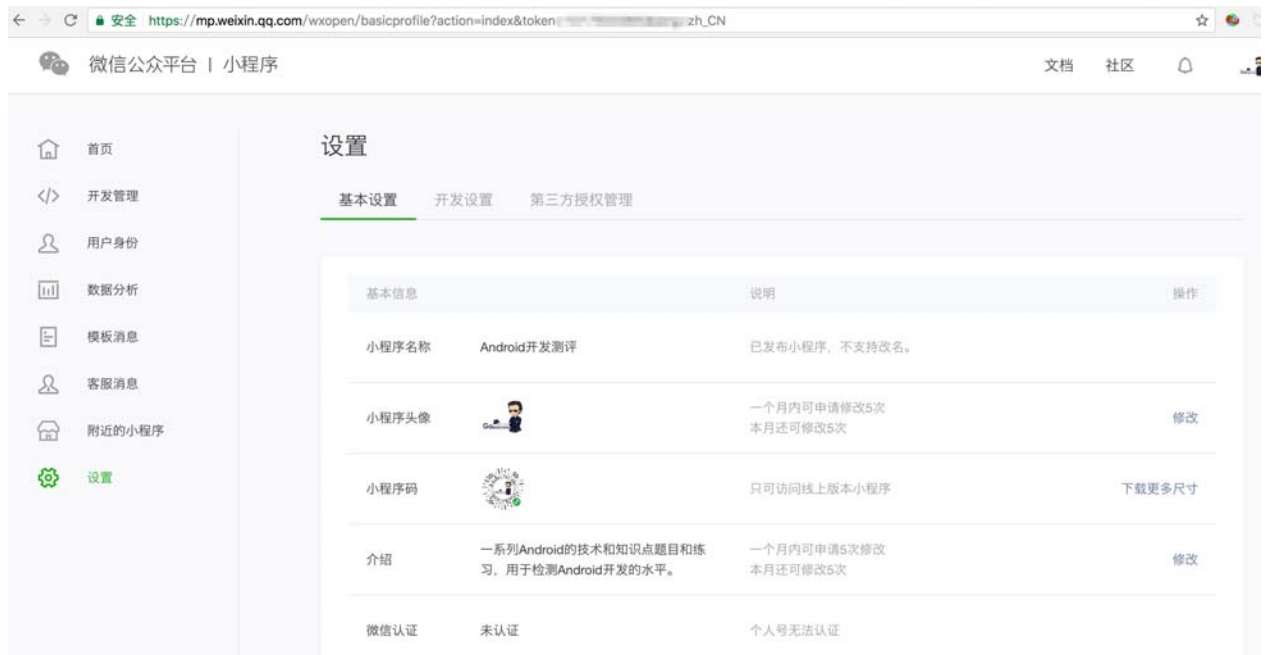 安全 https://mp.weixin.qq.com/wxopen/basicprofile?action=index&token zh_CN
微信公众平台 | 小程序
文档 社区
首页
开发管理
用户身份
数据分析
模板消息
客服消息
附近的小程序
设置
设置
基本设置 开发设置 第三方授权管理
基本信息 说明 操作
小程序名称 Android开发测评 已发布小程序，不支持改名。
小程序头像 一个月内可申请修改5次
本月还可修改5次 修改
小程序码 只可访问线上版本小程序 下载更多尺寸
介绍 一系列Android的技术和知识点题目和练
习，用于检测Android开发的水平。
一个月内可申请5次修改
本月还可修改5次 修改
微信认证 未认证 个人号无法认证